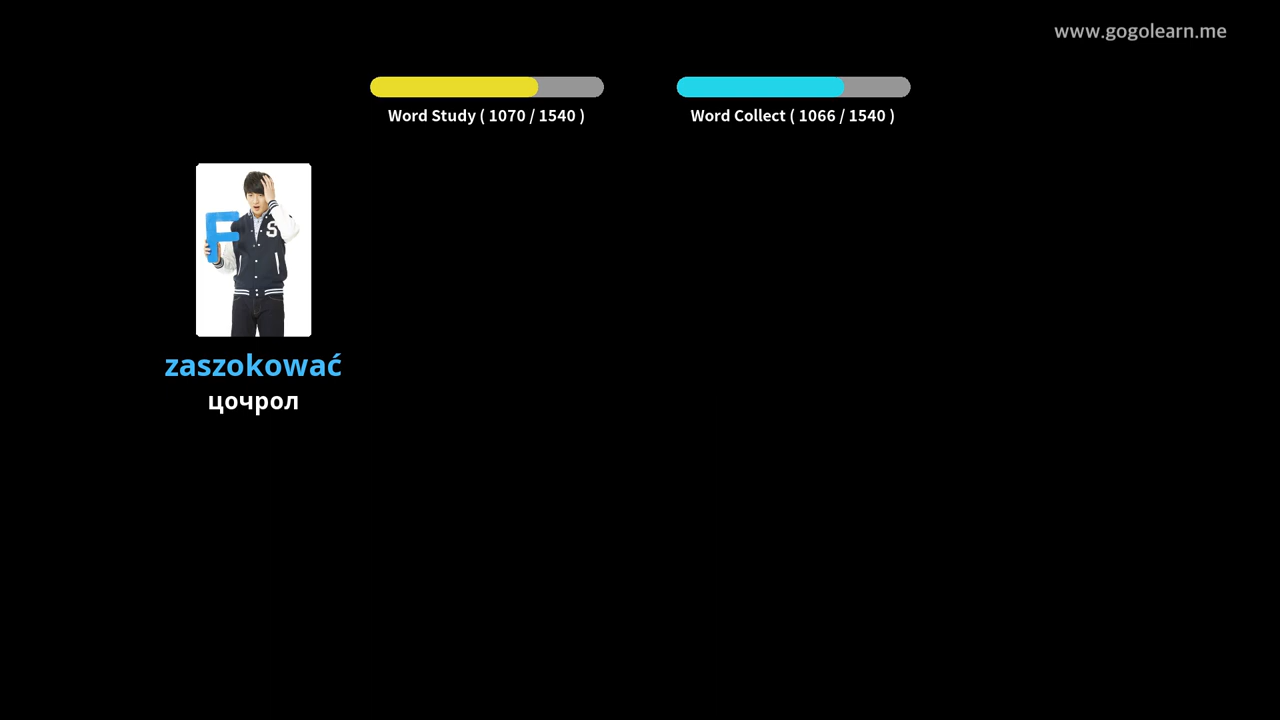 www.gogolearn.me
Word Study ( 1070 / 1540 )
Word Collect ( 1066 / 1540 )
F
S
zaszokować
цочрол